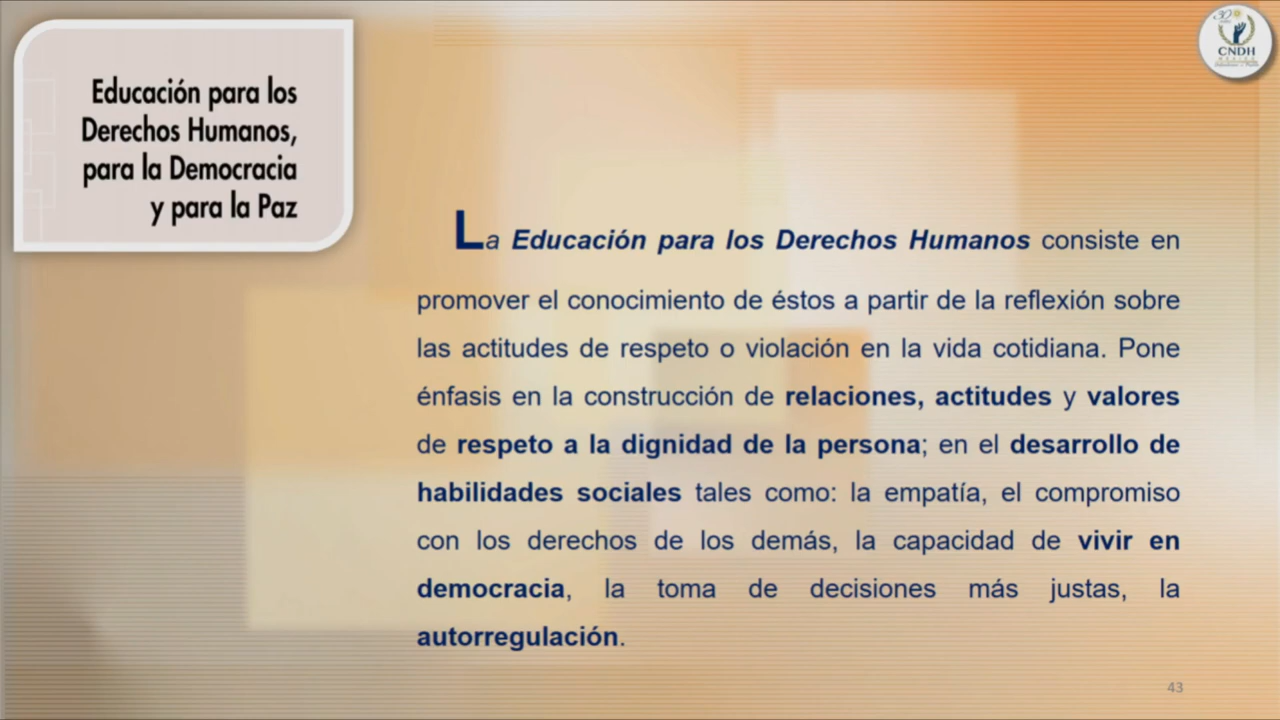 Educación para los
Derechos Humanos,
para la Democracia
y para la Paz
CNDH
MÉXICO
La Educación para los Derechos Humanos consiste en
promover el conocimiento de éstos a partir de la reflexión sobre
las actitudes de respeto o violación en la vida cotidiana. Pone
énfasis en la construcción de relaciones, actitudes y valores
de respeto a la dignidad de la persona; en el desarrollo de
habilidades sociales tales como: la empatía, el compromiso
con los derechos de los demás, la capacidad de vivir en
democracia, la toma de decisiones más justas, la
autorregulación.
43